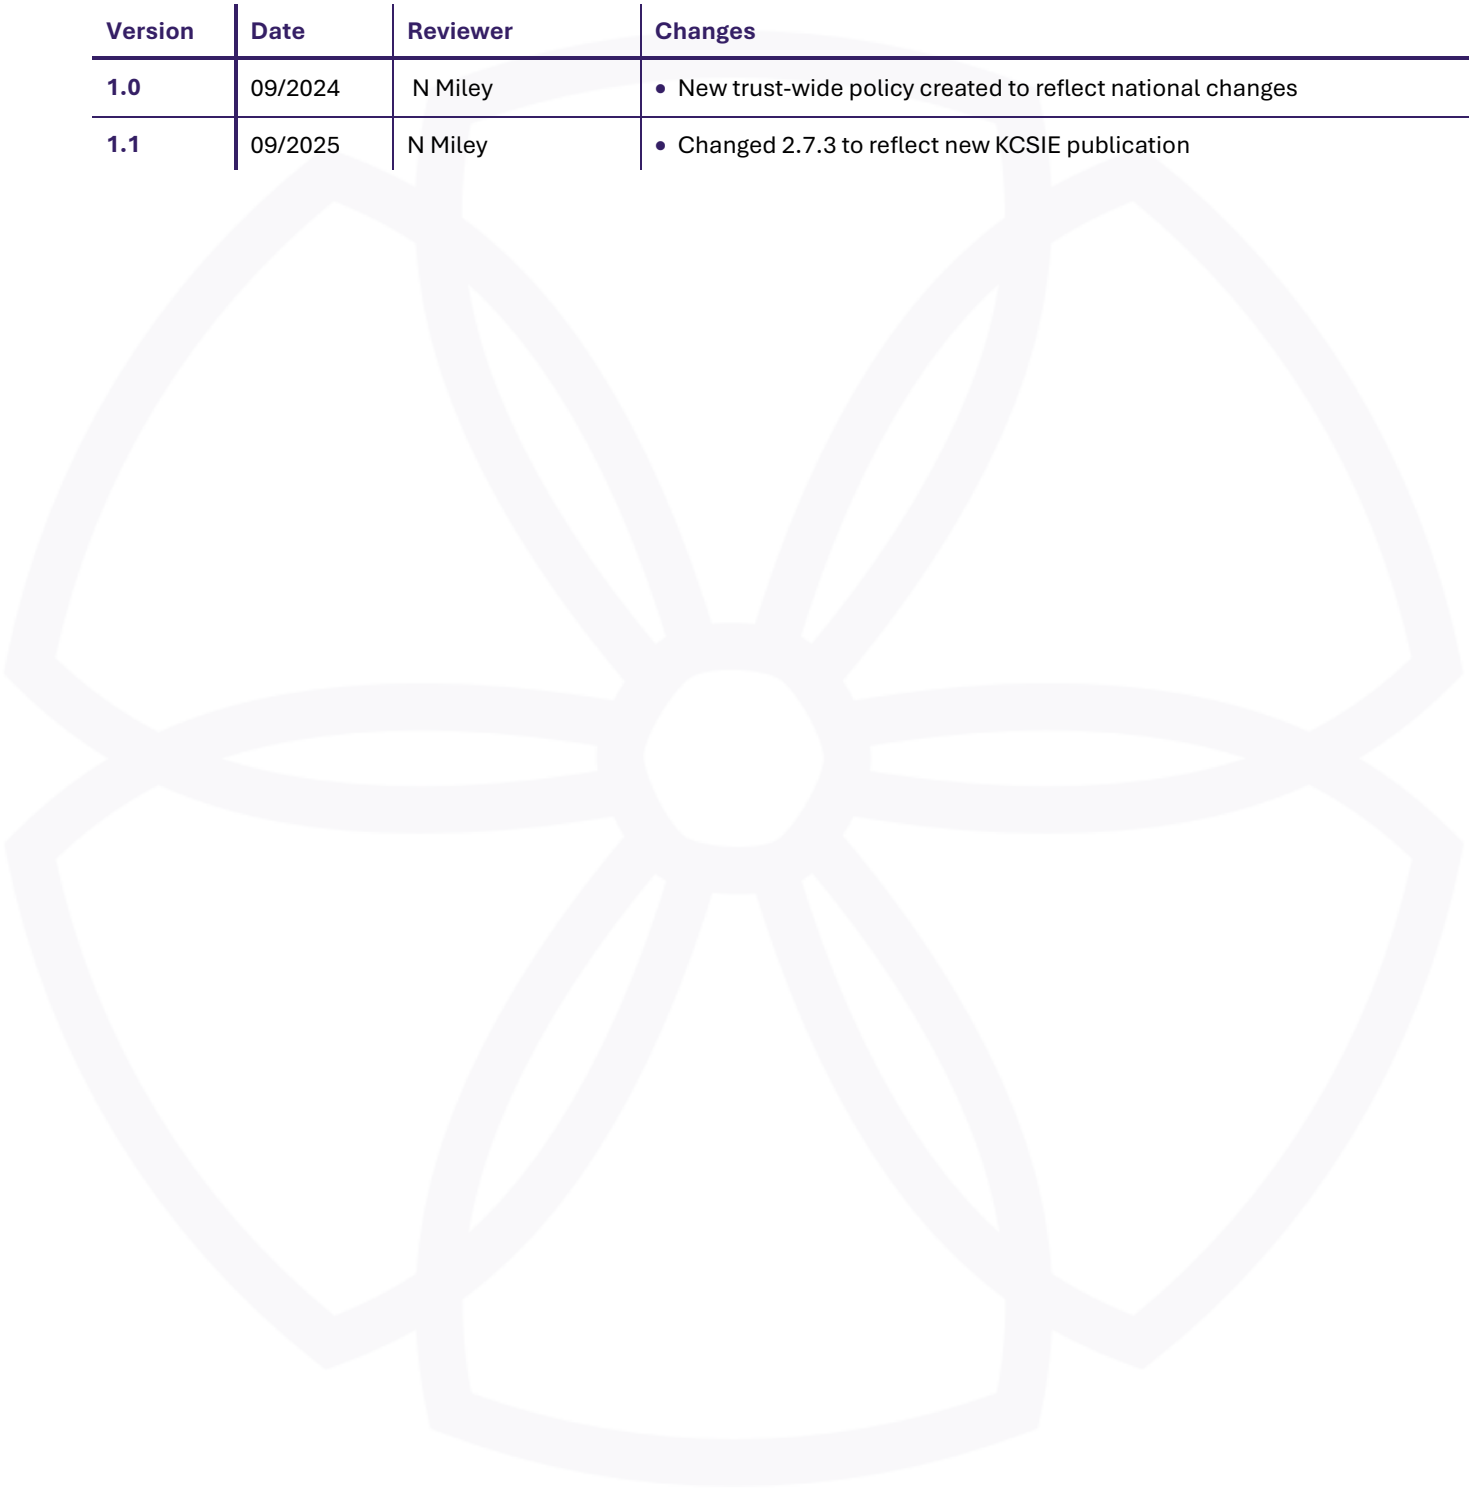 Version Date Reviewer Changes
1.0 09/2024 N Miley • New trust-wide policy created to reflect national changes
1.1 09/2025 N Miley • Changed 2.7.3 to reflect new KCSIE publication